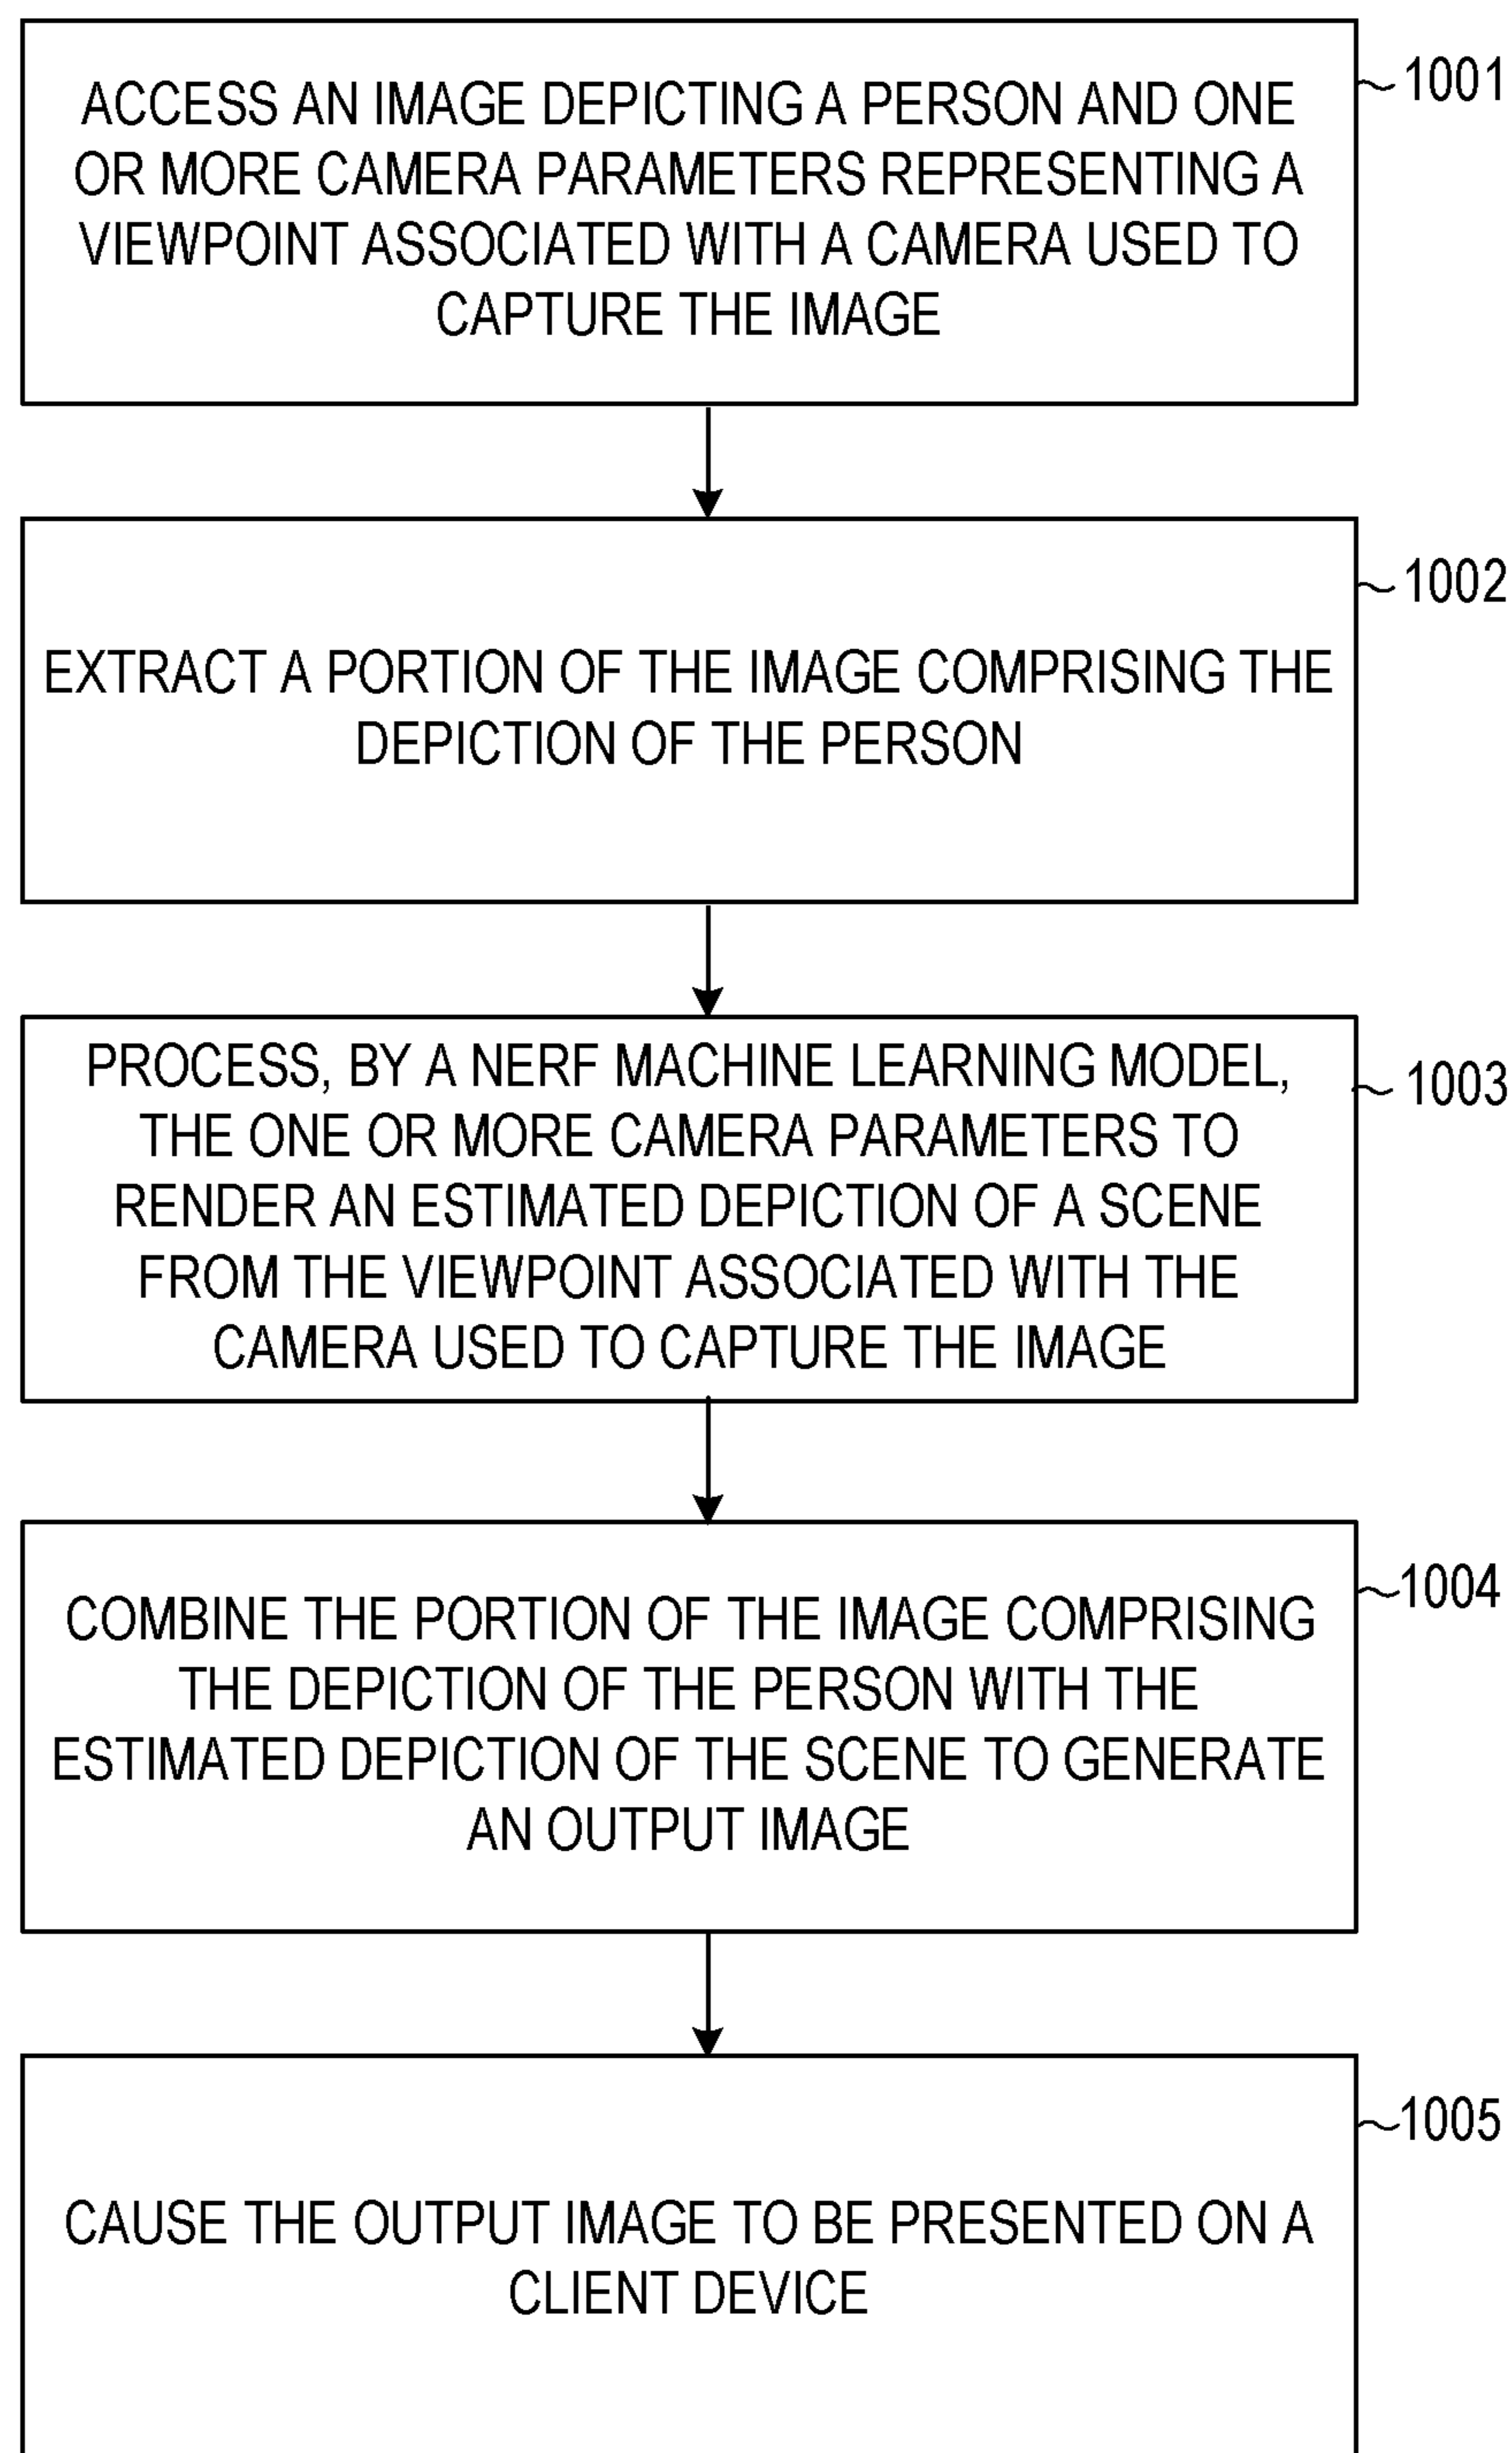 ACCESS AN IMAGE DEPICTING A PERSON AND ONE
OR MORE CAMERA PARAMETERS REPRESENTING A
VIEWPOINT ASSOCIATED WITH A CAMERA USED TO
CAPTURE THE IMAGE
1001
EXTRACT A PORTION OF THE IMAGE COMPRISING THE
DEPICTION OF THE PERSON
1002
PROCESS, BY A NERF MACHINE LEARNING MODEL,
THE ONE OR MORE CAMERA PARAMETERS TO
RENDER AN ESTIMATED DEPICTION OF A SCENE
FROM THE VIEWPOINT ASSOCIATED WITH THE
CAMERA USED TO CAPTURE THE IMAGE
1003
COMBINE THE PORTION OF THE IMAGE COMPRISING
THE DEPICTION OF THE PERSON WITH THE
ESTIMATED DEPICTION OF THE SCENE TO GENERATE
AN OUTPUT IMAGE
1004
CAUSE THE OUTPUT IMAGE TO BE PRESENTED ON A
CLIENT DEVICE
1005